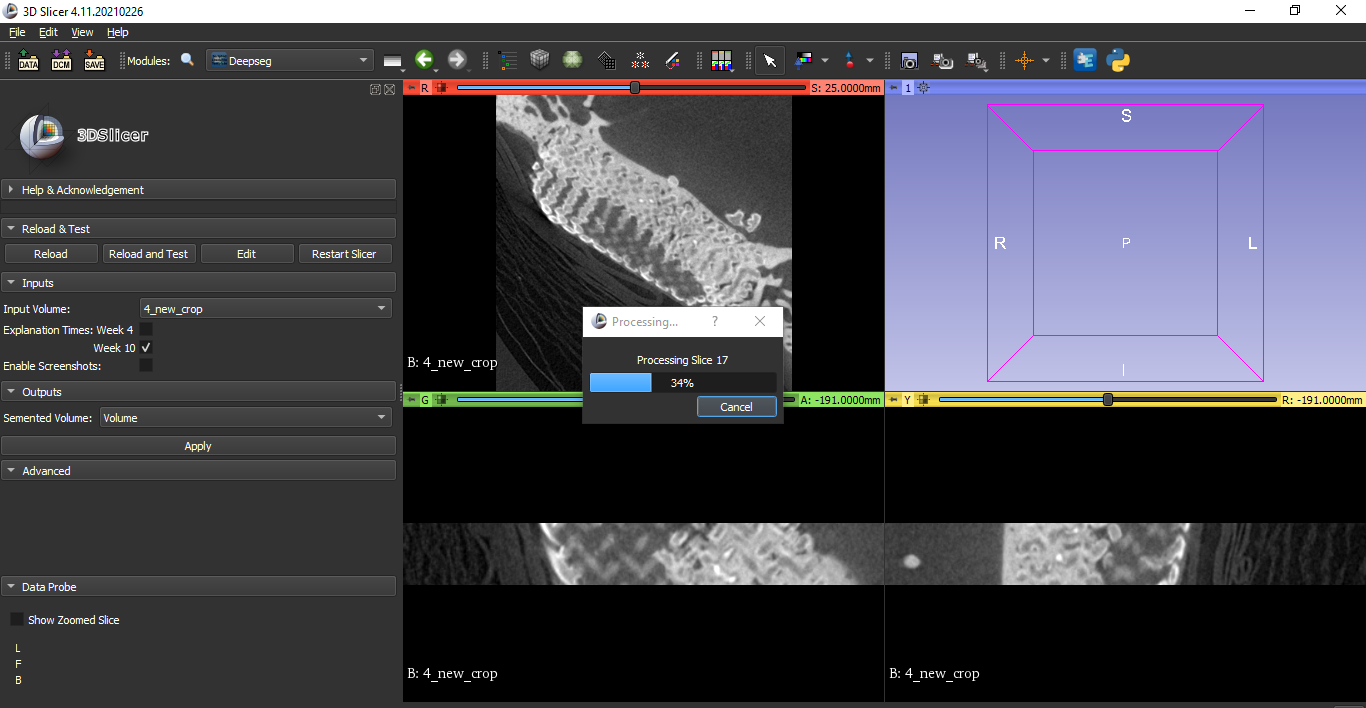 3D Slicer 4.11.20210226
File Edit View Help
DATA DCM SAVE Modules: Deepseg
R S: 25.0000mm
1
3DSlicer
Help & Acknowledgement
Reload & Test
Reload Reload and Test Edit Restart Slicer
Inputs
Input Volume: 4_new_crop
Explanation Times: Week 4
Week 10
Enable Screenshots:
Outputs
Semented Volume: Volume
Apply
Advanced
Data Probe
Show Zoomed Slice
L
F
B
B: 4_new_crop
S
R P L
I
Processing... ?
Processing Slice 17
34%
Cancel
G A: -191.0000mm
Y R: -191.0000mm
B: 4_new_crop
B: 4_new_crop